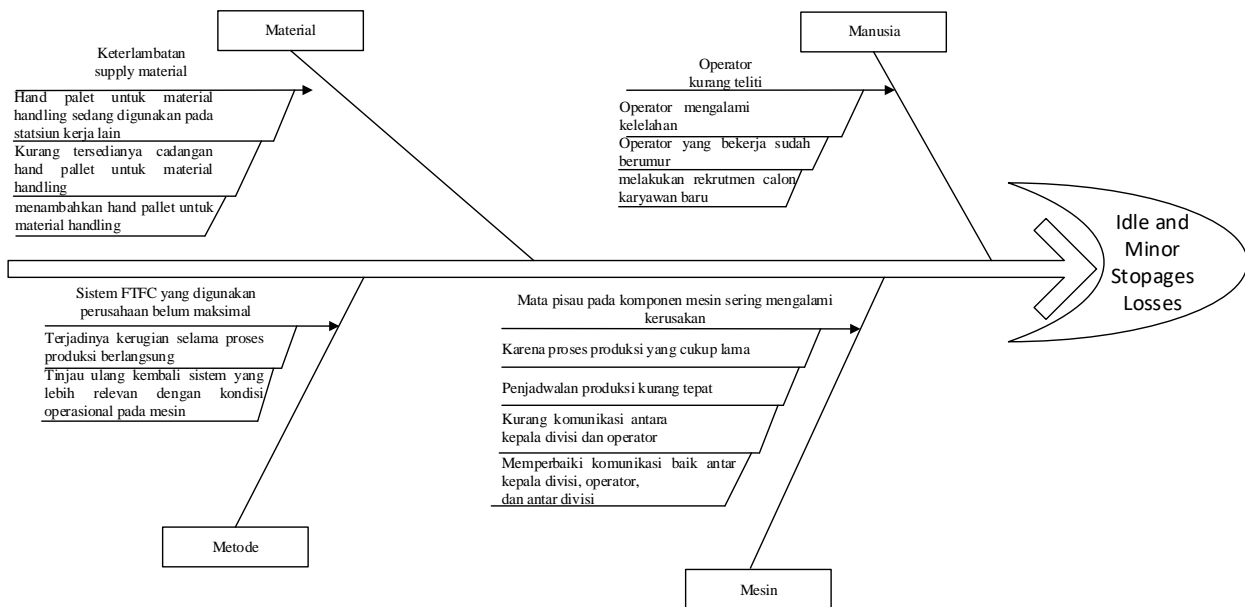 Material
Keterlambatan
supply material
Hand palet untuk material
handling sedang digunakan pada
statsiun kerja lain
Kurang tersedianya cadangan
hand pallet untuk material
handling
menambahkan hand pallet untuk
material handling
Manusia
Operator
kurang teliti
Operator mengalami
kelelahan
Operator yang bekerja sudah
berumur
melakukan rekrutmen calon
karyawan baru
Idle and
Minor
Stopages
Losses
Sistem FTFC yang digunakan
perusahaan belum maksimal
Terjadinya kerugian selama proses
produksi berlangsung
Tinjau ulang kembali sistem yang
lebih relevan dengan kondisi
operasional pada mesin
Metode
Mata pisau pada komponen mesin sering mengalami
kerusakan
Karena proses produksi yang cukup lama
Penjadwalan produksi kurang tepat
Kurang komunikasi antara
kepala divisi dan operator
Memperbaiki komunikasi baik antar
kepala divisi, operator,
dan antar divisi
Mesin